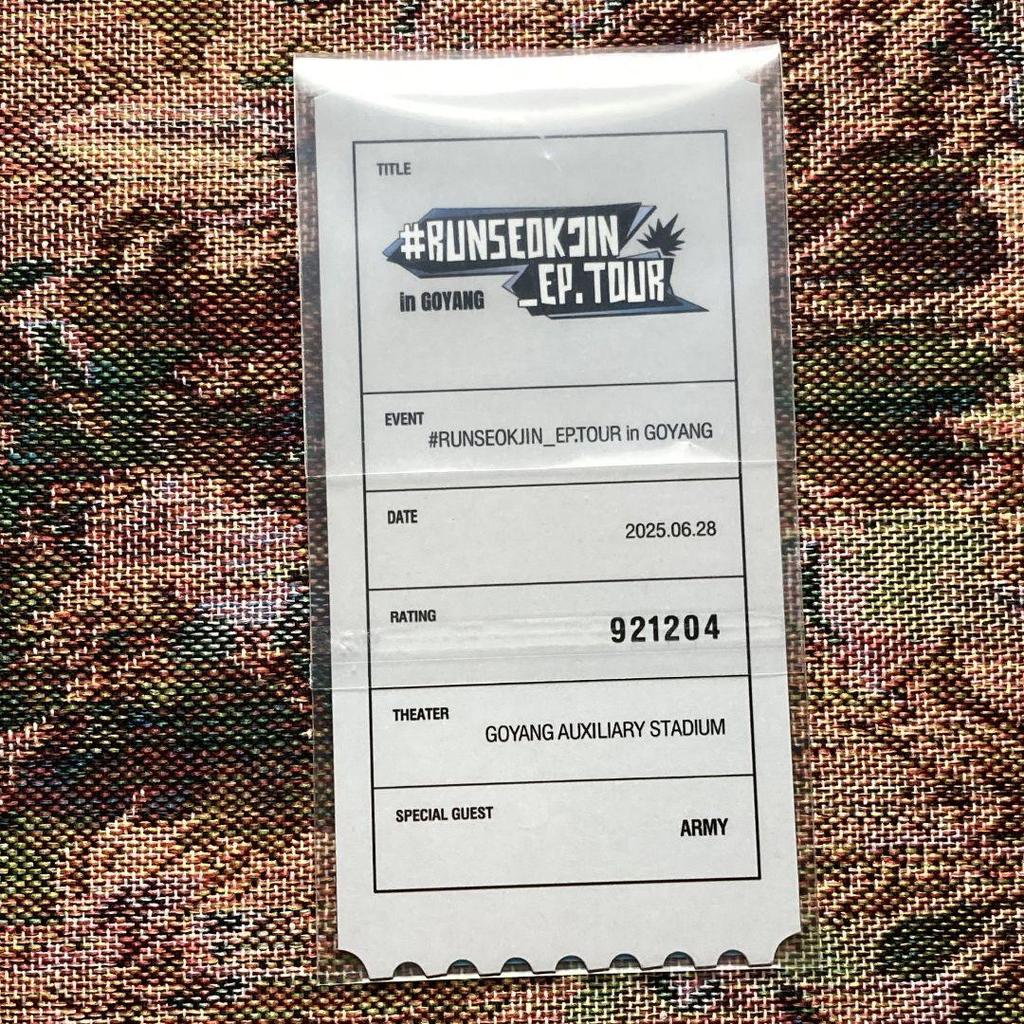 TITLE
#RUNSEOKJIN
_EP.TOUR
in GOYANG
EVENT
#RUNSEOKJIN_EP.TOUR in GOYANG
DATE
2025.06.28
RATING
921204
THEATER
GOYANG AUXILIARY STADIUM
SPECIAL GUEST
ARMY